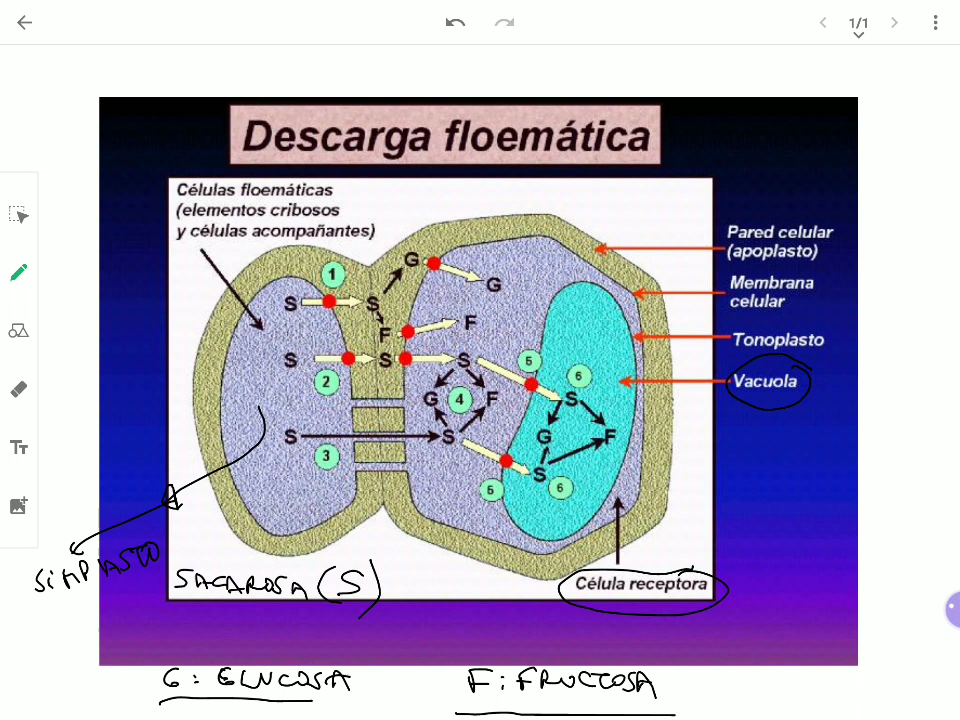 1/1
Descarga floemática
Células floemáticas
(elementos cribosos
y células acompañantes)
Pared celular
(apoplasto)
Membrana
celular
Tonoplasto
Vacuola
1
G
G
S
S
F
F
S
S
S
2
5
6
S
G
4
F
S
S
G
F
3
S
5
6
SIMPLASTO
SACAROSA (S)
Célula receptora
G: GLUCOSA
F: FRUCTOSA
Tт